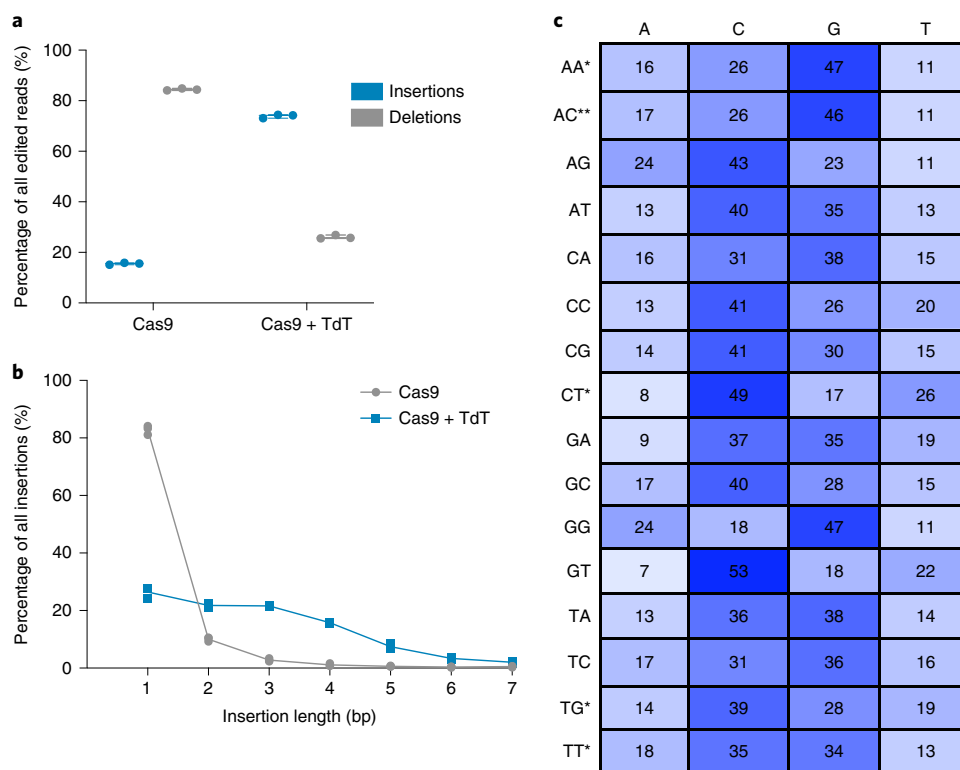 a
Percentage of all edited reads (%)
100
80
60
40
20
0
Cas9
Cas9 + TdT
Insertions
Deletions
b
Percentage of all insertions (%)
100
80
60
40
20
0
1 2 3 4 5 6 7
Insertion length (bp)
Cas9
Cas9 + TdT
c
A C G T
AA* 16 26 47 11
AC** 17 26 46 11
AG 24 43 23 11
AT 13 40 35 13
CA 16 31 38 15
CC 13 41 26 20
CG 14 41 30 15
CT* 8 49 17 26
GA 9 37 35 19
GC 17 40 28 15
GG 24 18 47 11
GT 7 53 18 22
TA 13 36 38 14
TC 17 31 36 16
TG* 14 39 28 19
TT* 18 35 34 13